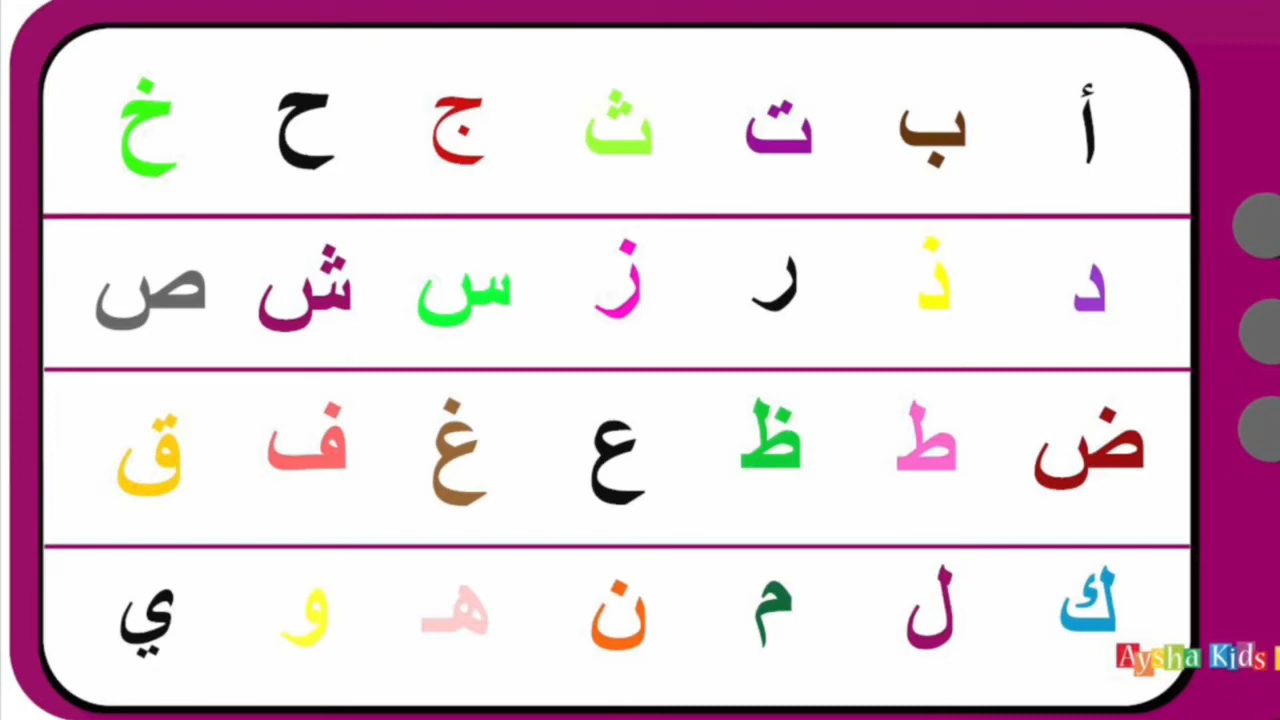 أ ب ت ث ج ح خ
د ذ ر ز س ش ص
ض ط ظ ع غ ف ق
ك ل م ن هـ و ي
Aysha Kids